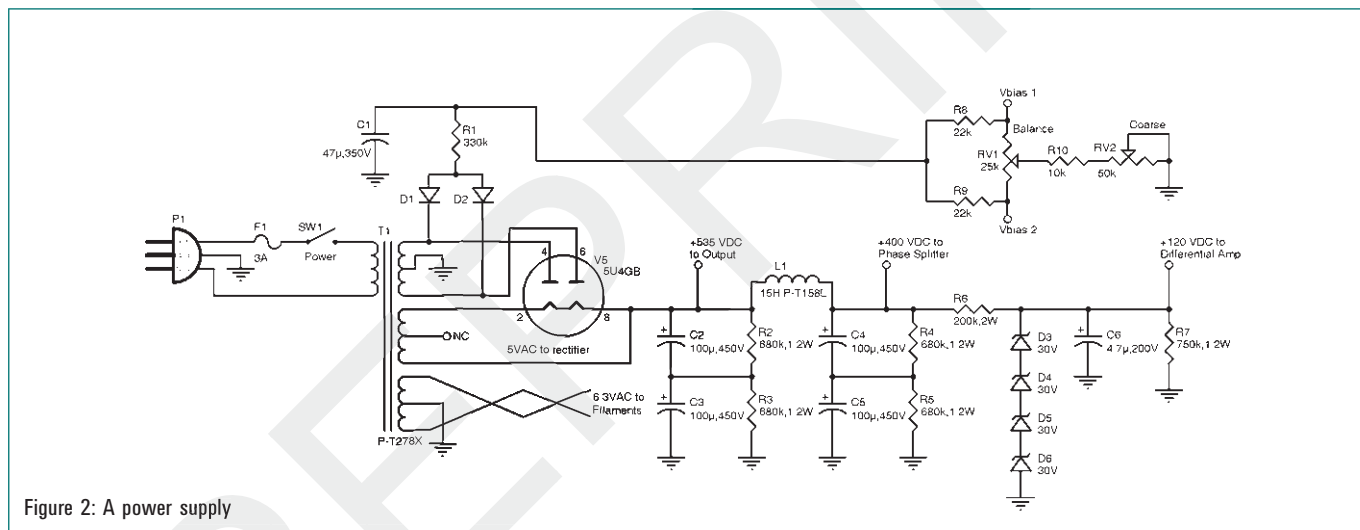 REPRINT
C1
47µ,350V
R1
330k
D1
D2
P1
F1
3A
SW1
Power
T1
4
6
V5
5U4GB
2
8
NC
5VAC to rectifier
6 3VAC to
Filaments
P-T278X
+535 VDC
to Output
L1
15H P-T158L
+400 VDC to
Phase Splitter
R6
200k,2W
+120 VDC to
Differential Amp
C2
100µ,450V
R2
680k,1 2W
C3
100µ,450V
R3
680k,1 2W
C4
100µ,450V
R4
680k,1 2W
C5
100µ,450V
R5
680k,1 2W
D3
30V
D4
30V
D5
30V
D6
30V
C6
4 7µ,200V
R7
750k,1 2W
Vbias 1
R8
22k
Balance
RV1
25k
R10
10k
Coarse
RV2
50k
R9
22k
Vbias 2
Figure 2: A power supply